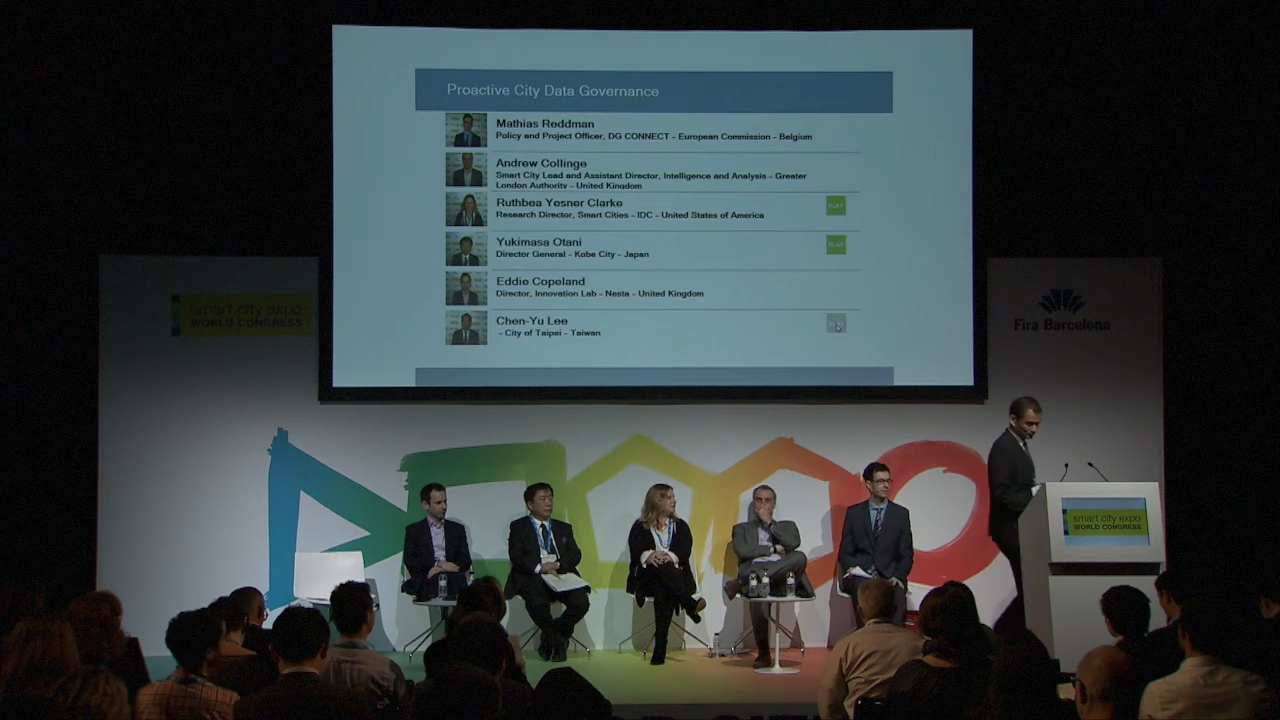 Proactive City Data Governance
Mathias Reddman
Policy and Project Officer, DG CONNECT - European Commission - Belgium
Andrew Collinge
Smart City Lead and Assistant Director, Intelligence and Analysis - Greater
London Authority - United Kingdom
Ruthbea Yesner Clarke
PLAY
Research Director, Smart Cities - IDC - United States of America
Yukimasa Otani
PLAY
Director General - Kobe City - Japan
Eddie Copeland
Director, Innovation Lab - Nesta - United Kingdom
Chen-Yu Lee
- City of Taipei - Taiwan
smart city expo
WORLD CONGRESS
Fira Barcelona
smart city expo
WORLD CONGRESS